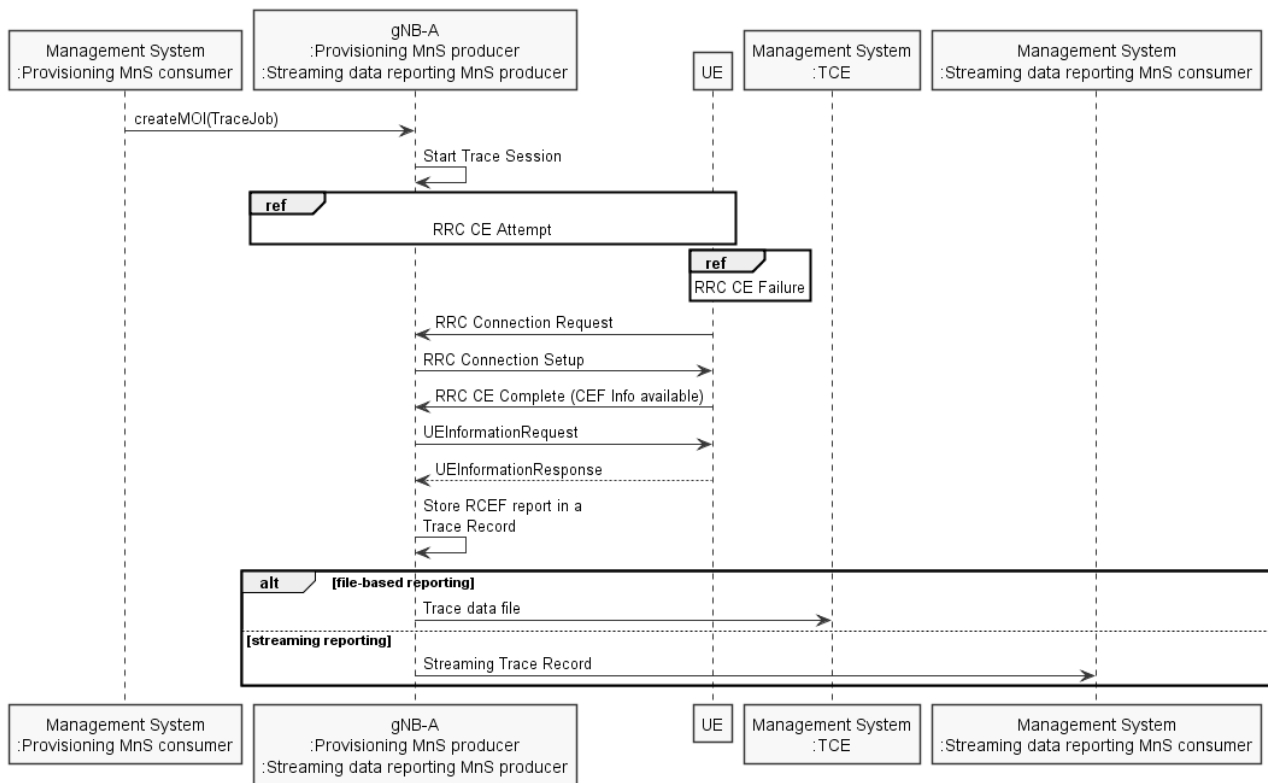 Management System
:Provisioning MnS consumer
gNB-A
:Provisioning MnS producer
:Streaming data reporting MnS producer
UE
Management System
:TCE
Management System
:Streaming data reporting MnS consumer
createMOI(TraceJob)
Start Trace Session
ref
RRC CE Attempt
ref
RRC CE Failure
RRC Connection Request
RRC Connection Setup
RRC CE Complete (CEF Info available)
UEInformationRequest
UEInformationResponse
Store RCEF report in a
Trace Record
alt [file-based reporting]
Trace data file
[streaming reporting]
Streaming Trace Record
Management System
:Provisioning MnS consumer
gNB-A
:Provisioning MnS producer
:Streaming data reporting MnS producer
UE
Management System
:TCE
Management System
:Streaming data reporting MnS consumer